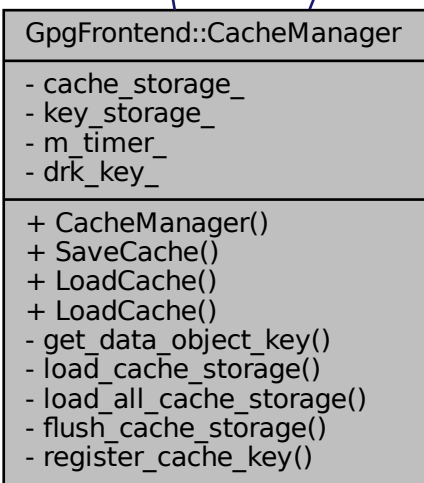 GpgFrontend::CacheManager
- cache_storage_
- key_storage_
- m_timer_
- drk_key_
+ CacheManager()
+ SaveCache()
+ LoadCache()
+ LoadCache()
- get_data_object_key()
- load_cache_storage()
- load_all_cache_storage()
- flush_cache_storage()
- register_cache_key()